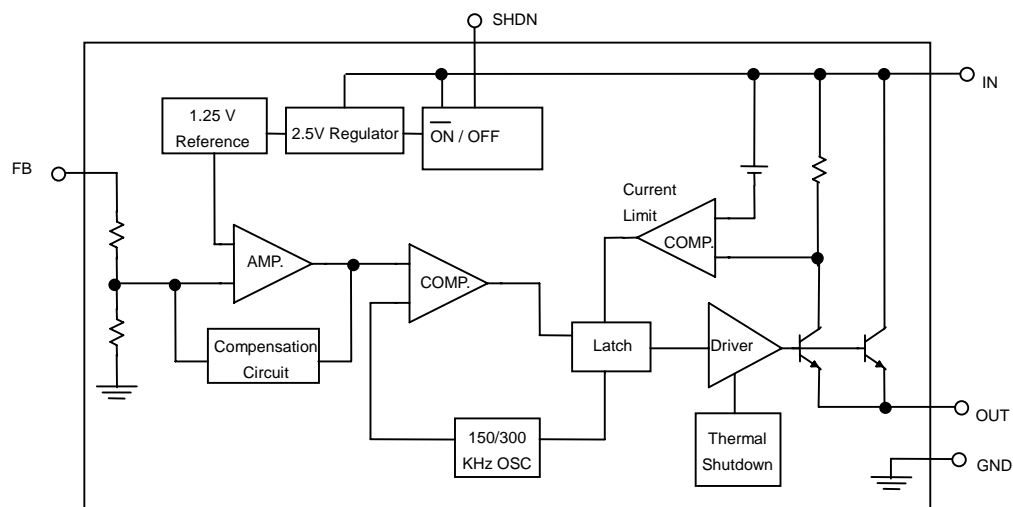 SHDN
IN
1.25 V
Reference
2.5V Regulator
ON / OFF
FB
Current
Limit
COMP.
AMP.
COMP.
Compensation
Circuit
Latch
Driver
150/300
KHz OSC
Thermal
Shutdown
OUT
GND